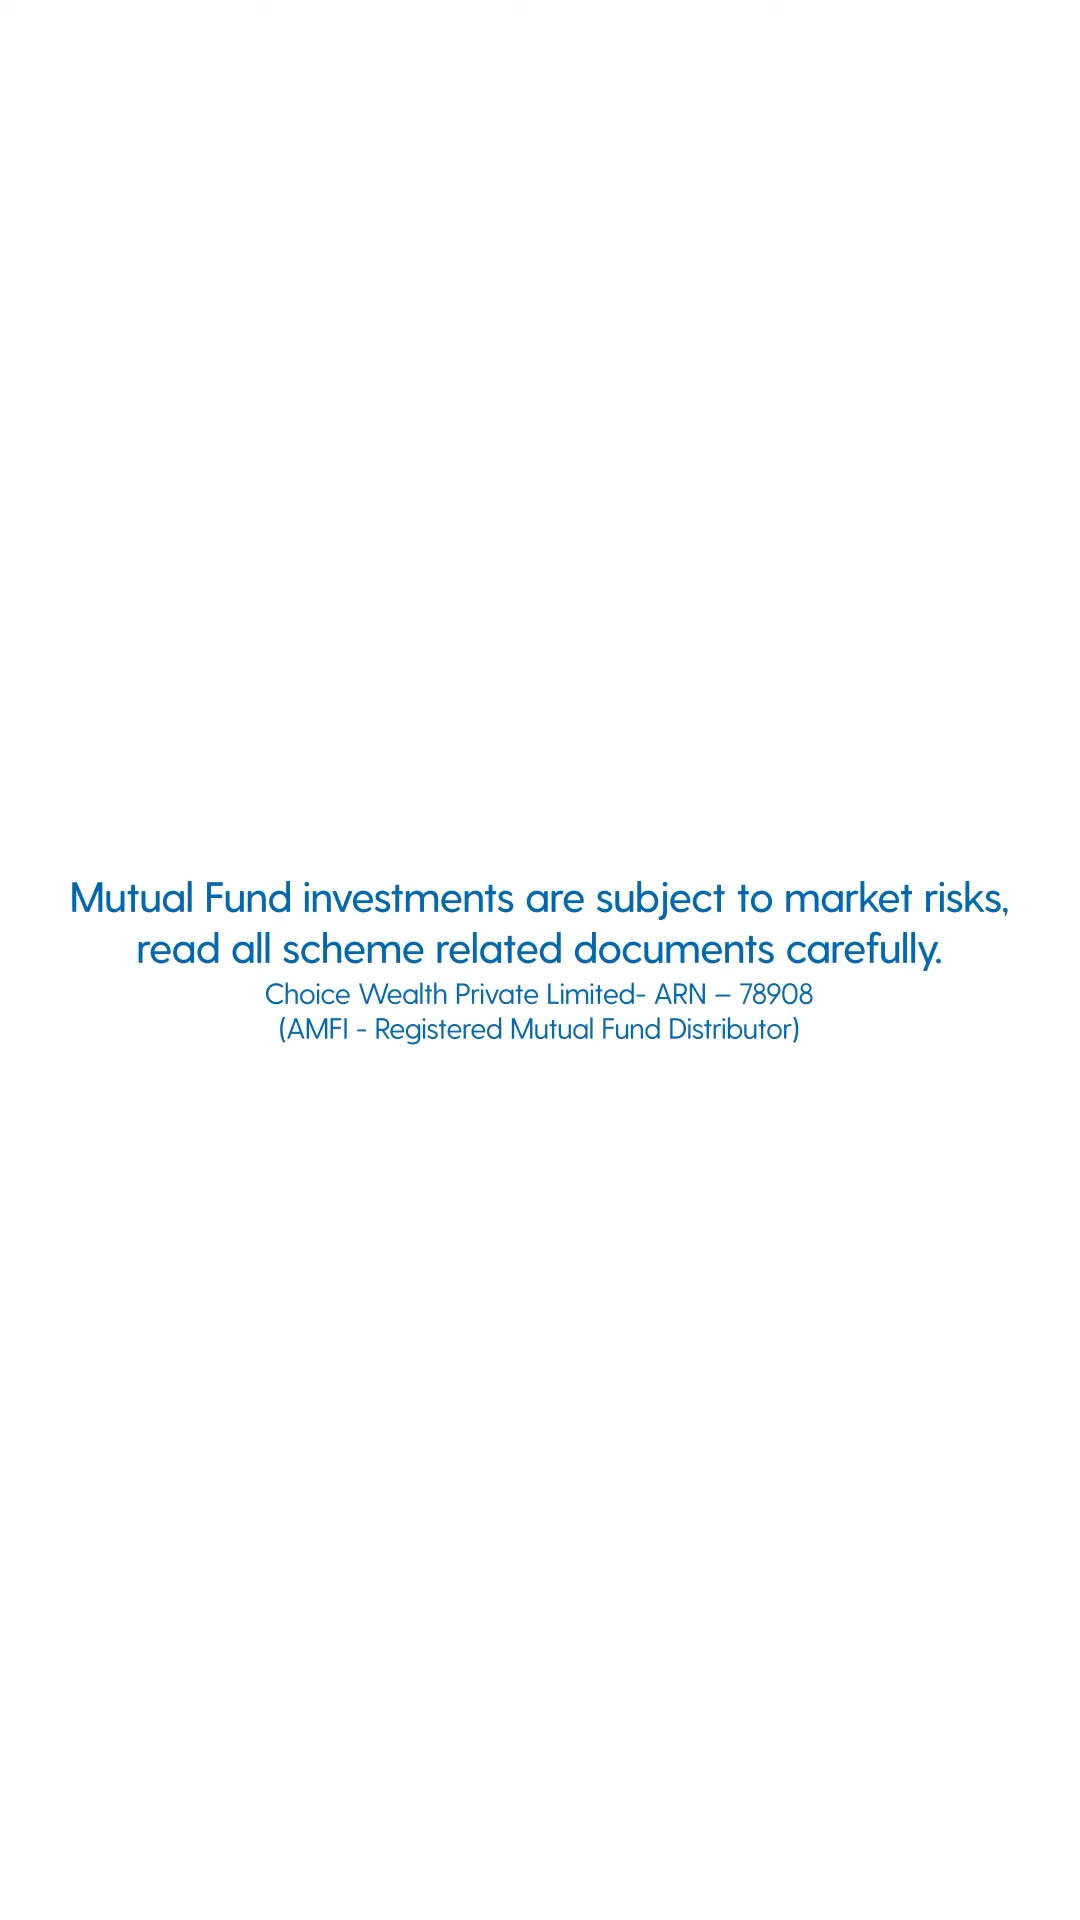 Mutual Fund investments are subject to market risks,
read all scheme related documents carefully.
Choice Wealth Private Limited- ARN – 78908
(AMFI - Registered Mutual Fund Distributor)